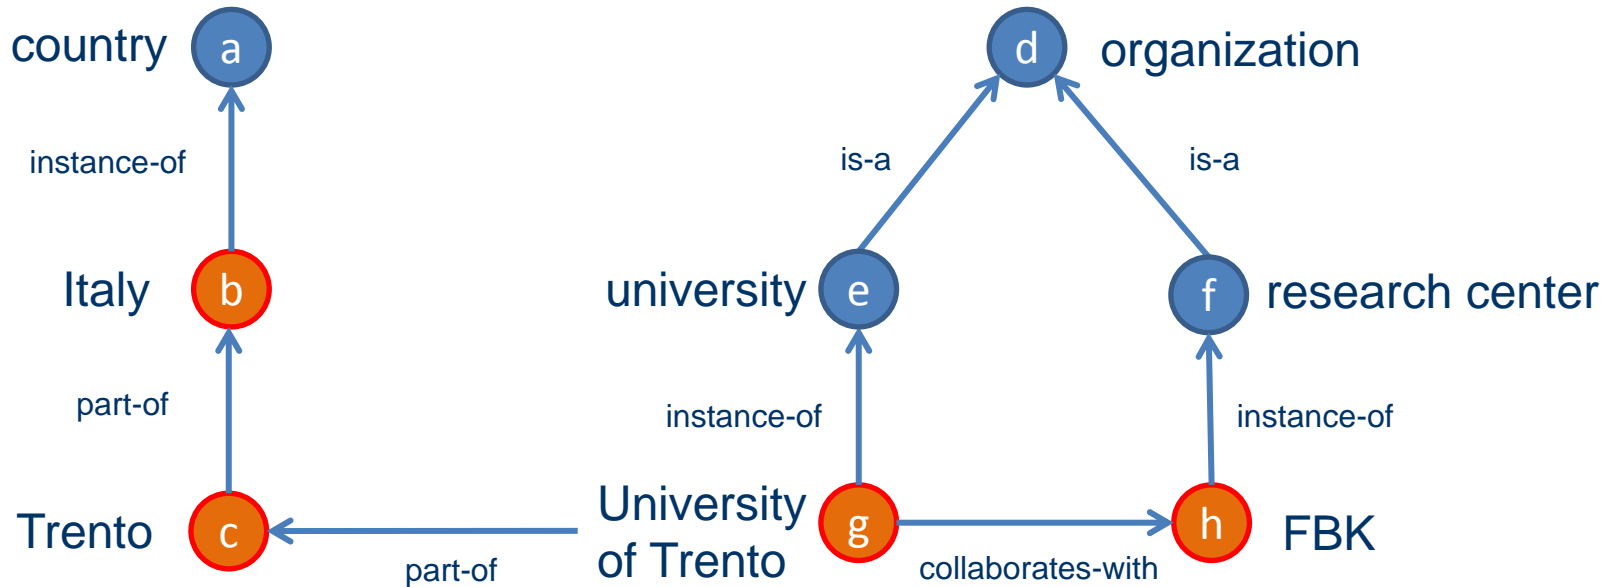 country
a
d
organization
instance-of
is-a
is-a
Italy
b
university
e
f
research center
part-of
instance-of
instance-of
Trento
c
University
of Trento
g
h
FBK
part-of
collaborates-with